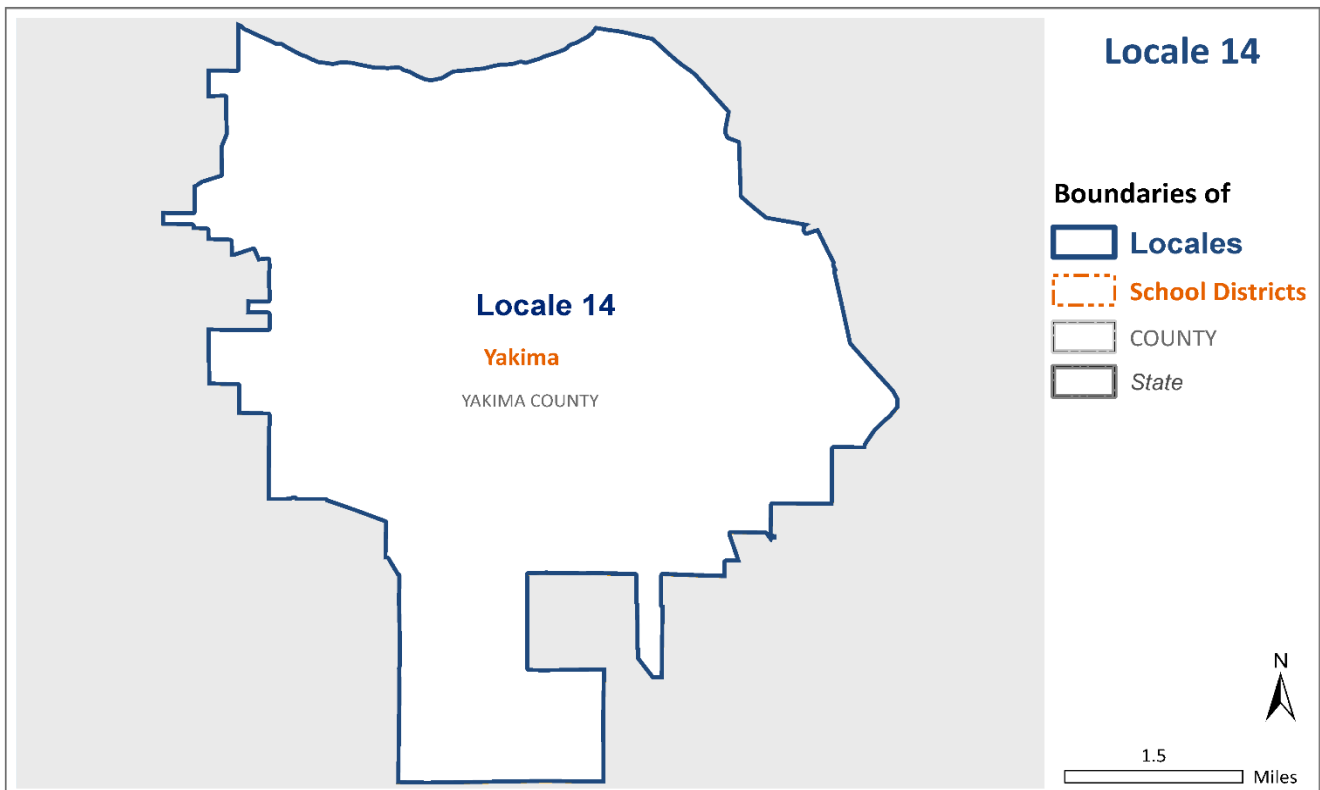 Locale 14
Boundaries of
Locales
School Districts
COUNTY
State
Locale 14
Yakima
YAKIMA COUNTY
N
1.5
Miles